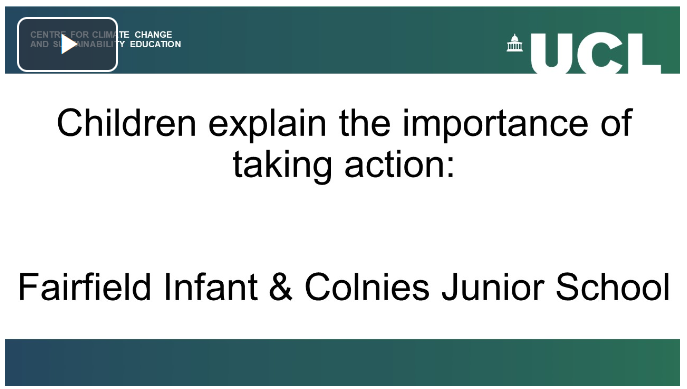 CENTRE FOR CLIMATE CHANGE
AND SUSTAINABILITY EDUCATION
UCL
Children explain the importance of
taking action:
Fairfield Infant & Colnies Junior School